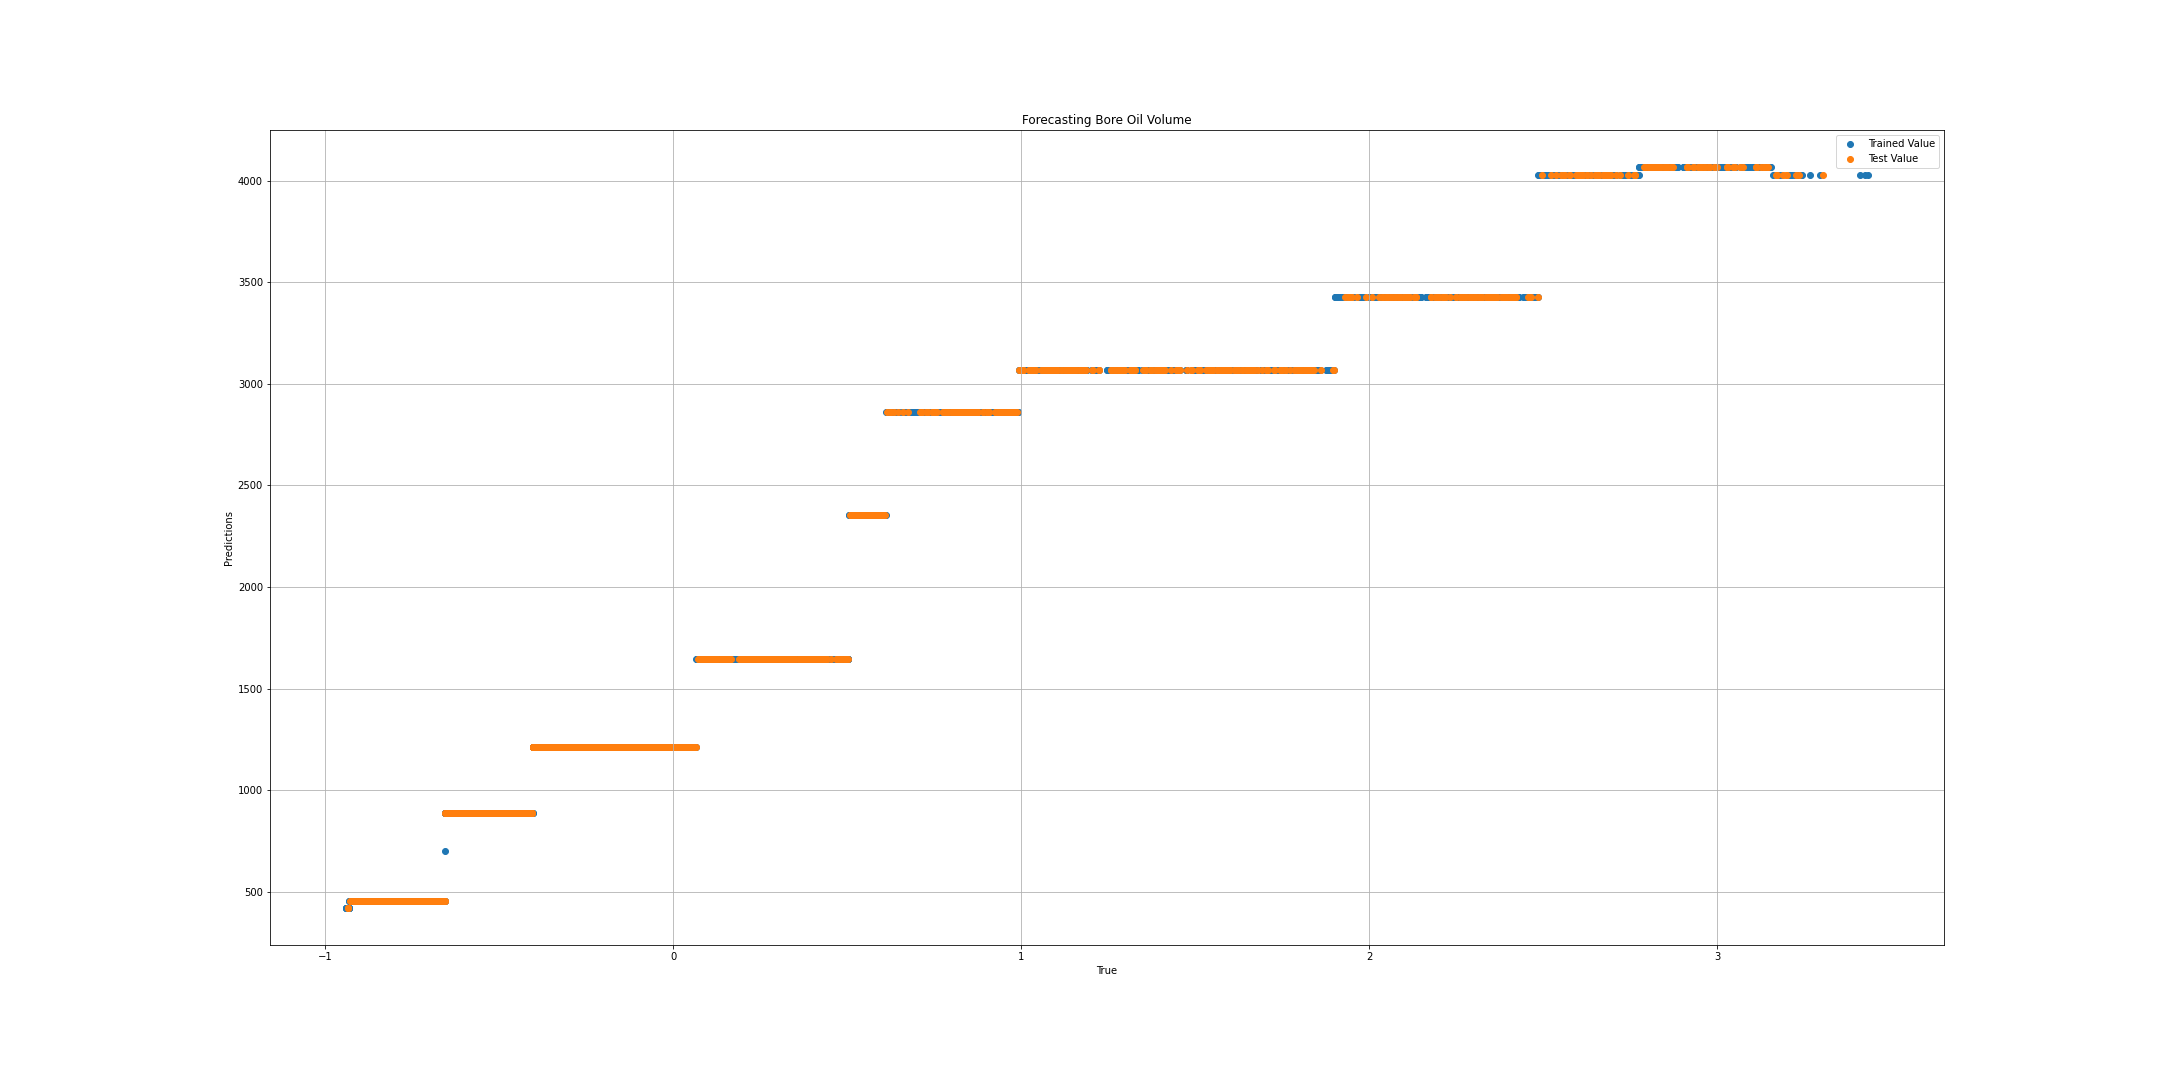 Forecasting Bore Oil Volume
Trained Value
Test Value
4000
3500
3000
2500
2000
1500
1000
500
Predictions
−1
0
1
2
3
True